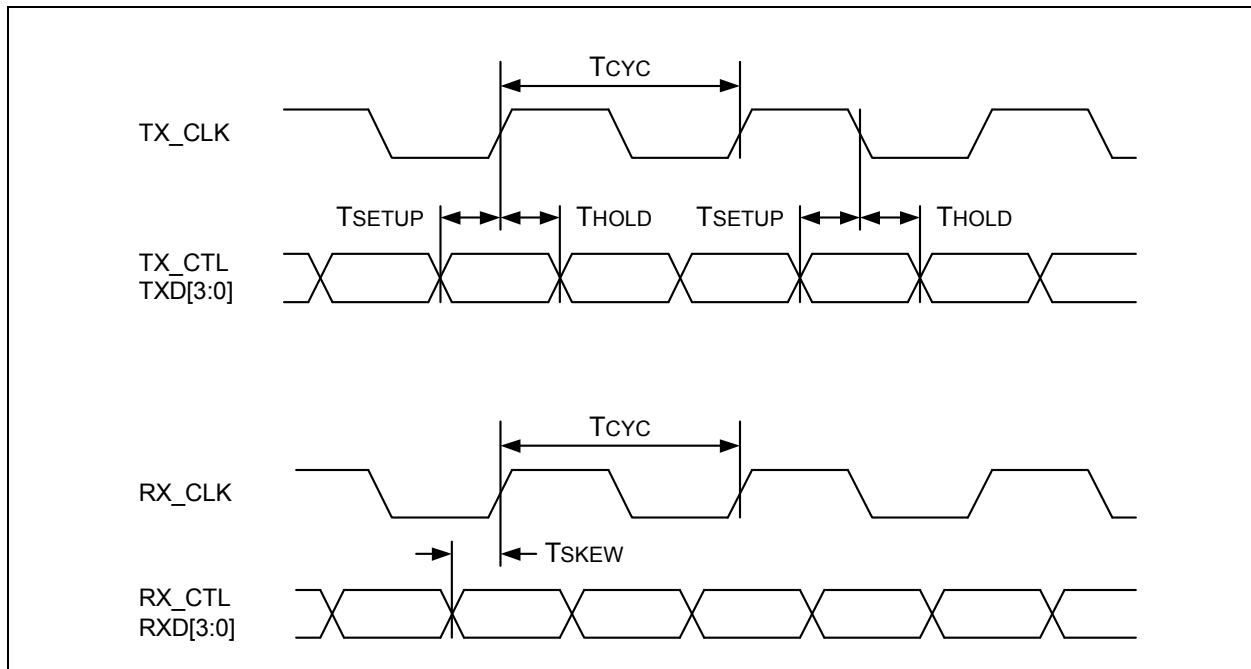 TCYC
TX_CLK
TSETUP THOLD TSETUP THOLD
TX_CTL
TXD[3:0]
TCYC
RX_CLK
TSKEW
RX_CTL
RXD[3:0]